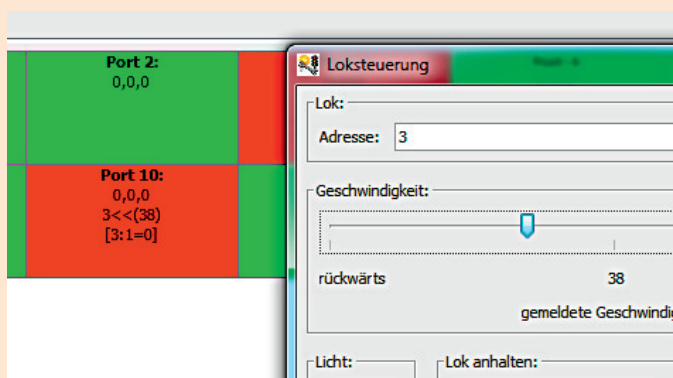 Port 2:
0,0,0
Port 10:
0,0,0
3<<(38)
[3:1=0]
Loksteuerung
Lok:
Adresse: 3
Geschwindigkeit:
rückwärts 38
gemeldete
Licht: Lok anhalten: